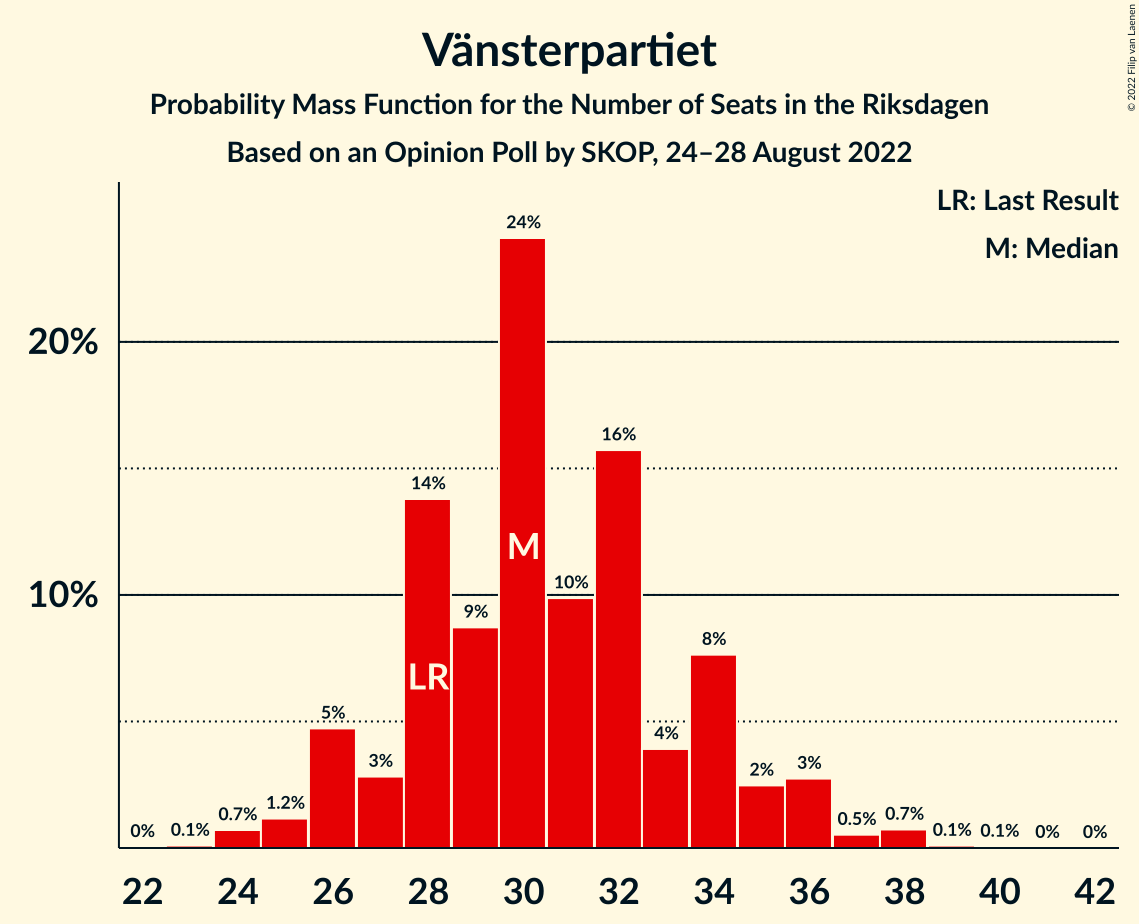 Vänsterpartiet
Probability Mass Function for the Number of Seats in the Riksdagen
Based on an Opinion Poll by SKOP, 24–28 August 2022
© 2022 Filip van Laenen
LR: Last Result
M: Median
20%
10%
0%
0.1%
0.7%
1.2%
5%
3%
14%
9%
24%
10%
16%
4%
8%
2%
3%
0.5%
0.7%
0.1%
0.1%
0%
0%
LR
M
22 24 26 28 30 32 34 36 38 40 42